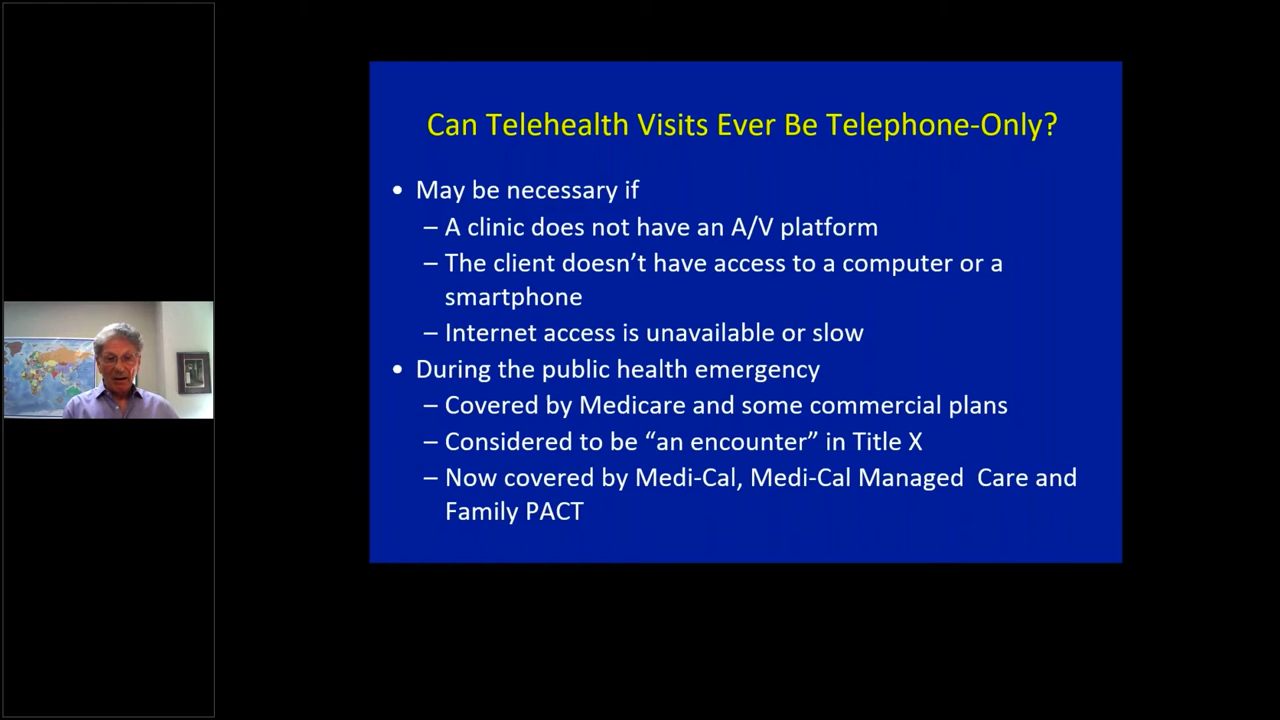 Can Telehealth Visits Ever Be Telephone-Only?
• May be necessary if
– A clinic does not have an A/V platform
– The client doesn’t have access to a computer or a
smartphone
– Internet access is unavailable or slow
• During the public health emergency
– Covered by Medicare and some commercial plans
– Considered to be “an encounter” in Title X
– Now covered by Medi-Cal, Medi-Cal Managed  Care and
Family PACT